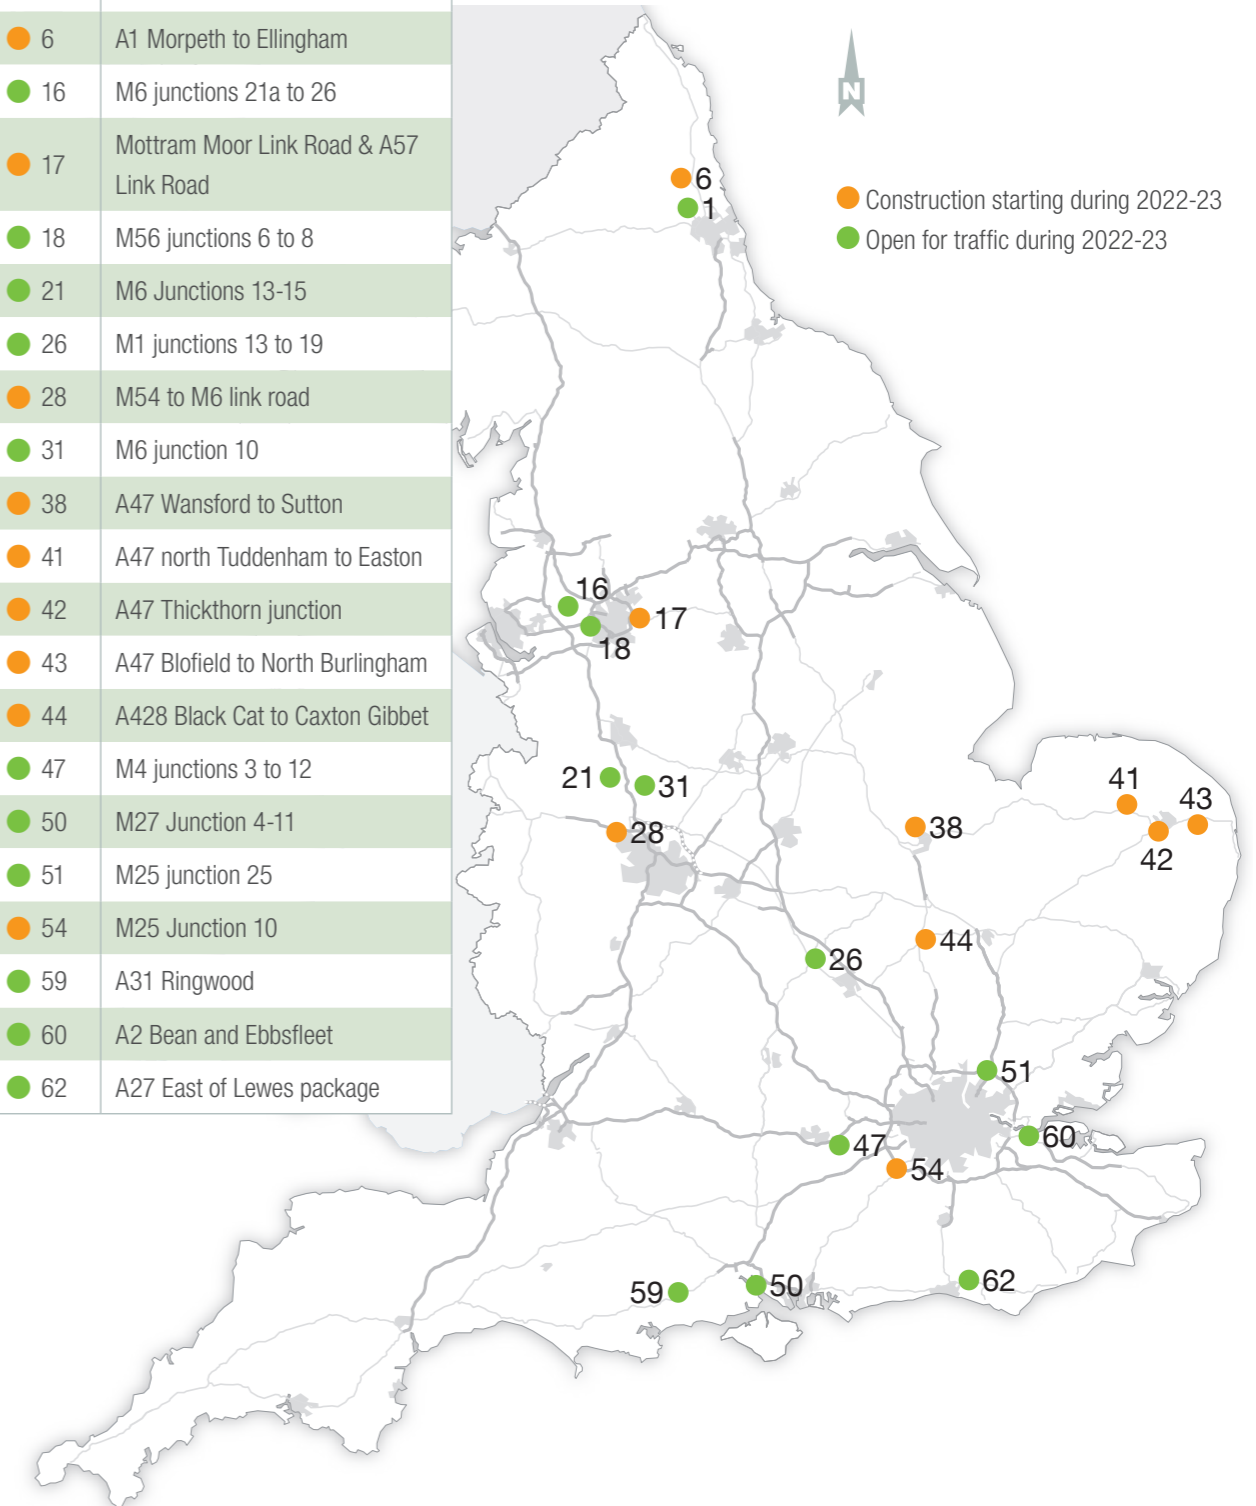 6 A1 Morpeth to Ellingham
16 M6 junctions 21a to 26
17 Mottram Moor Link Road & A57
Link Road
18 M56 junctions 6 to 8
21 M6 Junctions 13-15
26 M1 junctions 13 to 19
28 M54 to M6 link road
31 M6 junction 10
38 A47 Wansford to Sutton
41 A47 north Tuddenham to Easton
42 A47 Thickthorn junction
43 A47 Blofield to North Burlingham
44 A428 Black Cat to Caxton Gibbet
47 M4 junctions 3 to 12
50 M27 Junction 4-11
51 M25 junction 25
54 M25 Junction 10
59 A31 Ringwood
60 A2 Bean and Ebbsfleet
62 A27 East of Lewes package
N
Construction starting during 2022-23
Open for traffic during 2022-23
6
1
16
17
18
21
31
28
38
41
43
42
44
26
51
60
47
54
59
50
62